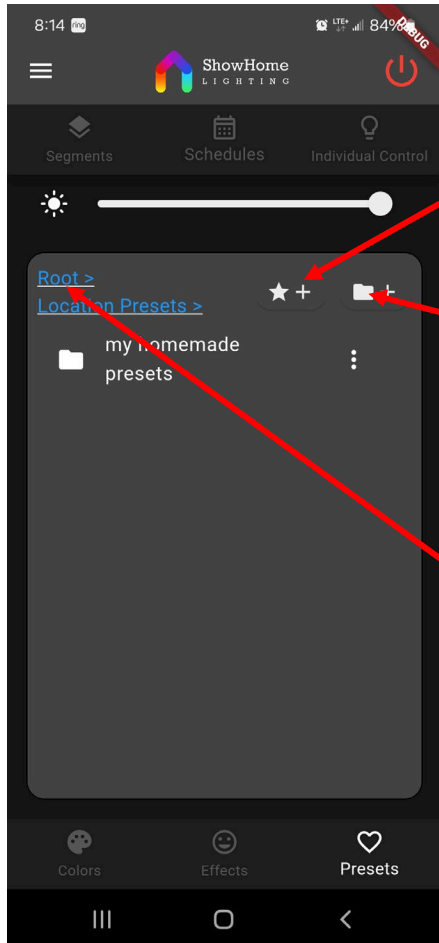 8:14 ring LTE+ 84%
DEBUG
ShowHome
LIGHTING
Segments Schedules Individual Control
Root >
Location Presets >
my homemade
presets
Colors Effects Presets